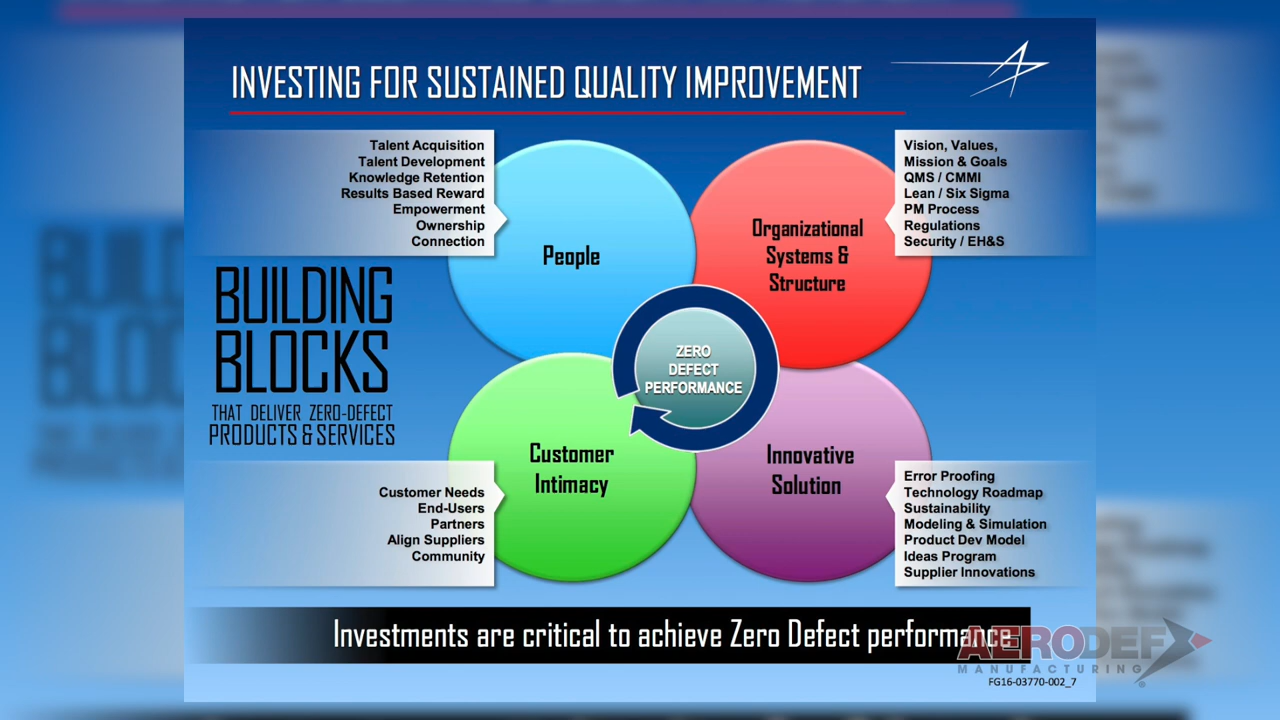 INVESTING FOR SUSTAINED QUALITY IMPROVEMENT
Talent Acquisition
Talent Development
Knowledge Retention
Results Based Reward
Empowerment
Ownership
Connection
People
Organizational
Systems &
Structure
Vision, Values,
Mission & Goals
QMS / CMMI
Lean / Six Sigma
PM Process
Regulations
Security / EH&S
BUILDING
BLOCKS
THAT DELIVER ZERO-DEFECT
PRODUCTS & SERVICES
ZERO
DEFECT
PERFORMANCE
Customer Needs
End-Users
Partners
Align Suppliers
Community
Customer
Intimacy
Innovative
Solution
Error Proofing
Technology Roadmap
Sustainability
Modeling & Simulation
Product Dev Model
Ideas Program
Supplier Innovations
Investments are critical to achieve Zero Defect performance
AERODEF
MANUFACTURING
FG16-03770-002_7